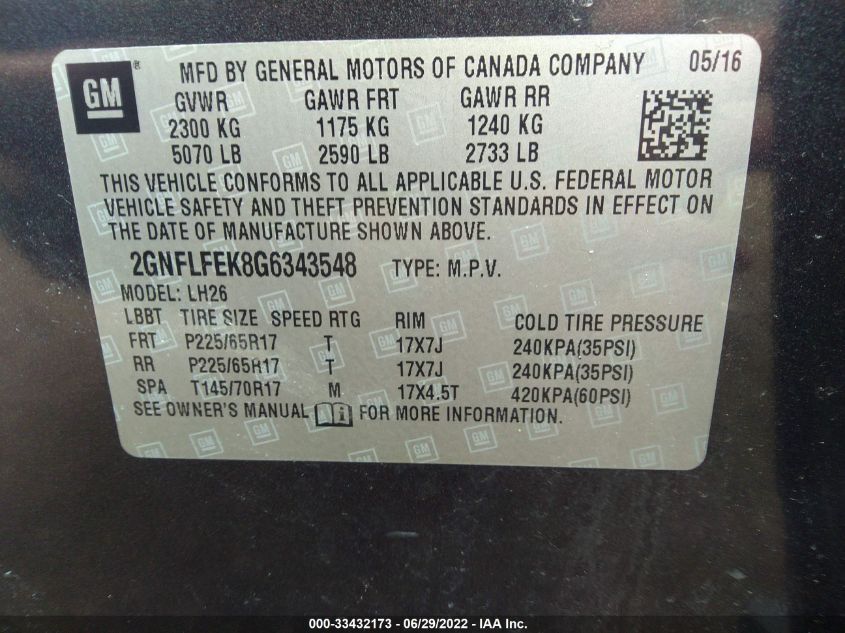 GM ® MFD BY GENERAL MOTORS OF CANADA COMPANY 05/16
GVWR GAWR FRT GAWR RR
2300 KG 1175 KG 1240 KG
5070 LB 2590 LB 2733 LB
THIS VEHICLE CONFORMS TO ALL APPLICABLE U.S. FEDERAL MOTOR
VEHICLE SAFETY AND THEFT PREVENTION STANDARDS IN EFFECT ON
THE DATE OF MANUFACTURE SHOWN ABOVE.
2GNFLFEK8G6343548 TYPE: M.P.V.
MODEL: LH26
LBBT TIRE SIZE SPEED RTG RIM COLD TIRE PRESSURE
FRT P225/65R17 T 17X7J 240KPA(35PSI)
RR P225/65R17 T 17X7J 240KPA(35PSI)
SPA T145/70R17 M 17X4.5T 420KPA(60PSI)
SEE OWNER'S MANUAL FOR MORE INFORMATION.
000-33432173 - 06/29/2022 - IAA Inc.